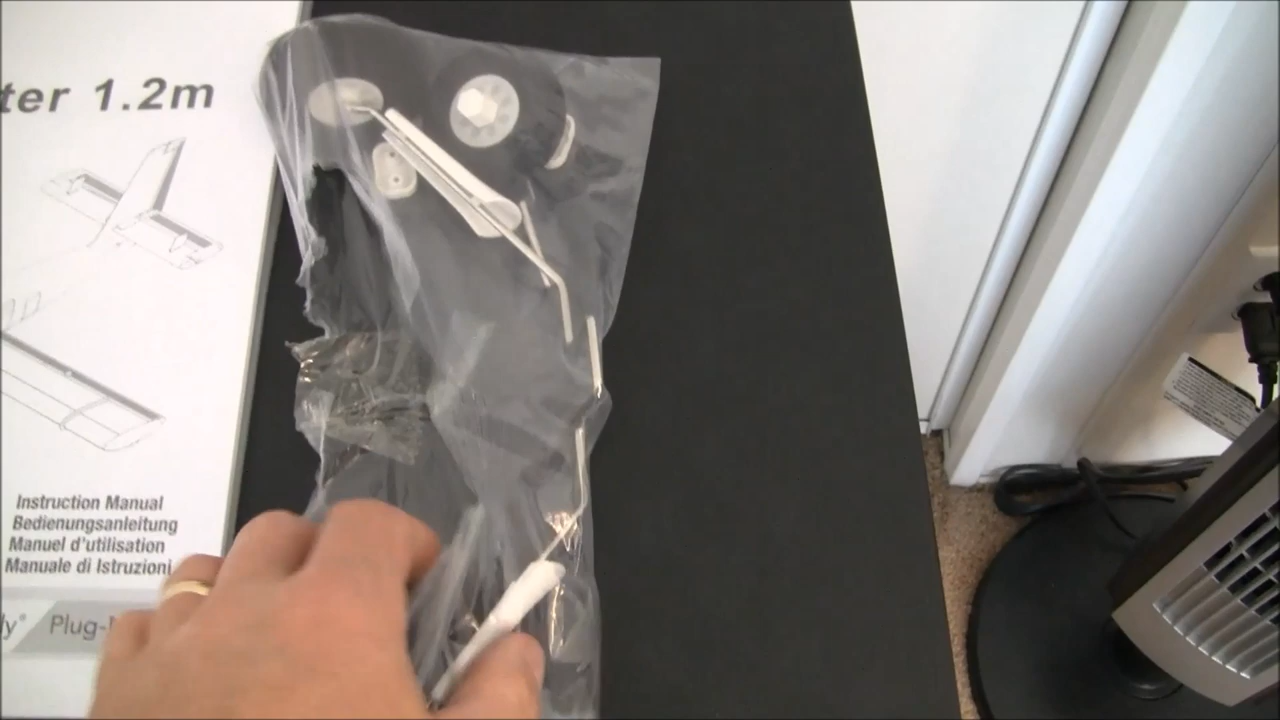 ter 1.2m
Instruction Manual
Bedienungsanleitung
Manuel d'utilisation
Manuale di Istruzioni
y® Plug-